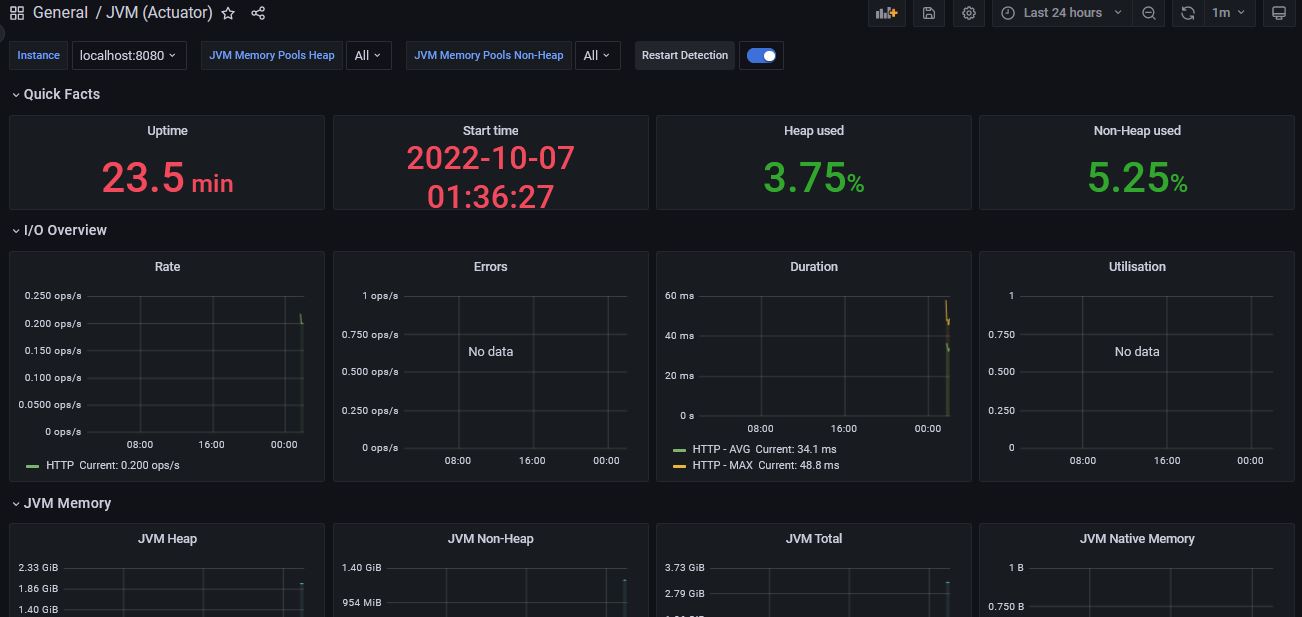 General / JVM (Actuator)
Last 24 hours
1m
Instance
localhost:8080
JVM Memory Pools Heap
All
JVM Memory Pools Non-Heap
All
Restart Detection
Quick Facts
Uptime
23.5 min
Start time
2022-10-07
01:36:27
Heap used
3.75%
Non-Heap used
5.25%
I/O Overview
Rate
0.250 ops/s
0.200 ops/s
0.150 ops/s
0.100 ops/s
0.0500 ops/s
0 ops/s
08:00 16:00 00:00
HTTP Current: 0.200 ops/s
Errors
1 ops/s
0.750 ops/s
0.500 ops/s
0.250 ops/s
0 ops/s
No data
08:00 16:00 00:00
Duration
60 ms
40 ms
20 ms
0 s
08:00 16:00 00:00
HTTP - AVG Current: 34.1 ms
HTTP - MAX Current: 48.8 ms
Utilisation
1
0.750
0.500
0.250
0
No data
08:00 16:00 00:00
JVM Memory
JVM Heap
2.33 GiB
1.86 GiB
1.40 GiB
JVM Non-Heap
1.40 GiB
954 MiB
JVM Total
3.73 GiB
2.79 GiB
JVM Native Memory
1 B
0.750 B